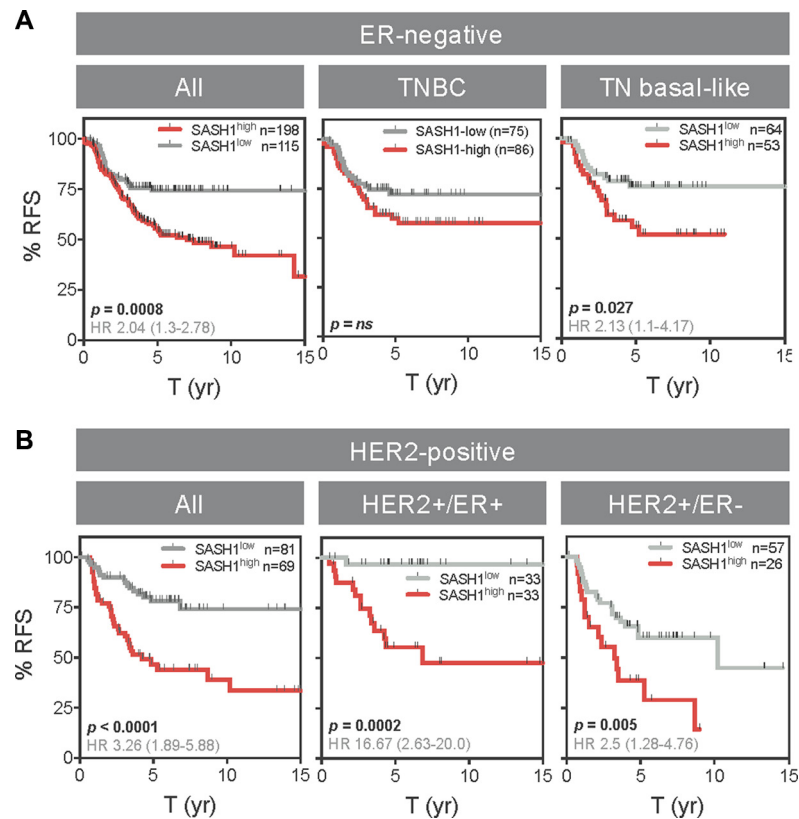 A
ER-negative
All
TNBC
TN basal-like
% RFS
100
75
50
25
0
SASH1high n=198
SASH1low n=115
p = 0.0008
HR 2.04 (1.3-2.78)
0 5 10 15
T (yr)
SASH1-low (n=75)
SASH1-high (n=86)
p = ns
0 5 10 15
T (yr)
SASH1low n=64
SASH1high n=53
p = 0.027
HR 2.13 (1.1-4.17)
0 5 10 15
T (yr)
B
HER2-positive
All
HER2+/ER+
HER2+/ER-
% RFS
100
75
50
25
0
SASH1low n=81
SASH1high n=69
p < 0.0001
HR 3.26 (1.89-5.88)
0 5 10 15
T (yr)
SASH1low n=33
SASH1high n=33
p = 0.0002
HR 16.67 (2.63-20.0)
0 5 10 15
T (yr)
SASH1low n=57
SASH1high n=26
p = 0.005
HR 2.5 (1.28-4.76)
0 5 10 15
T (yr)